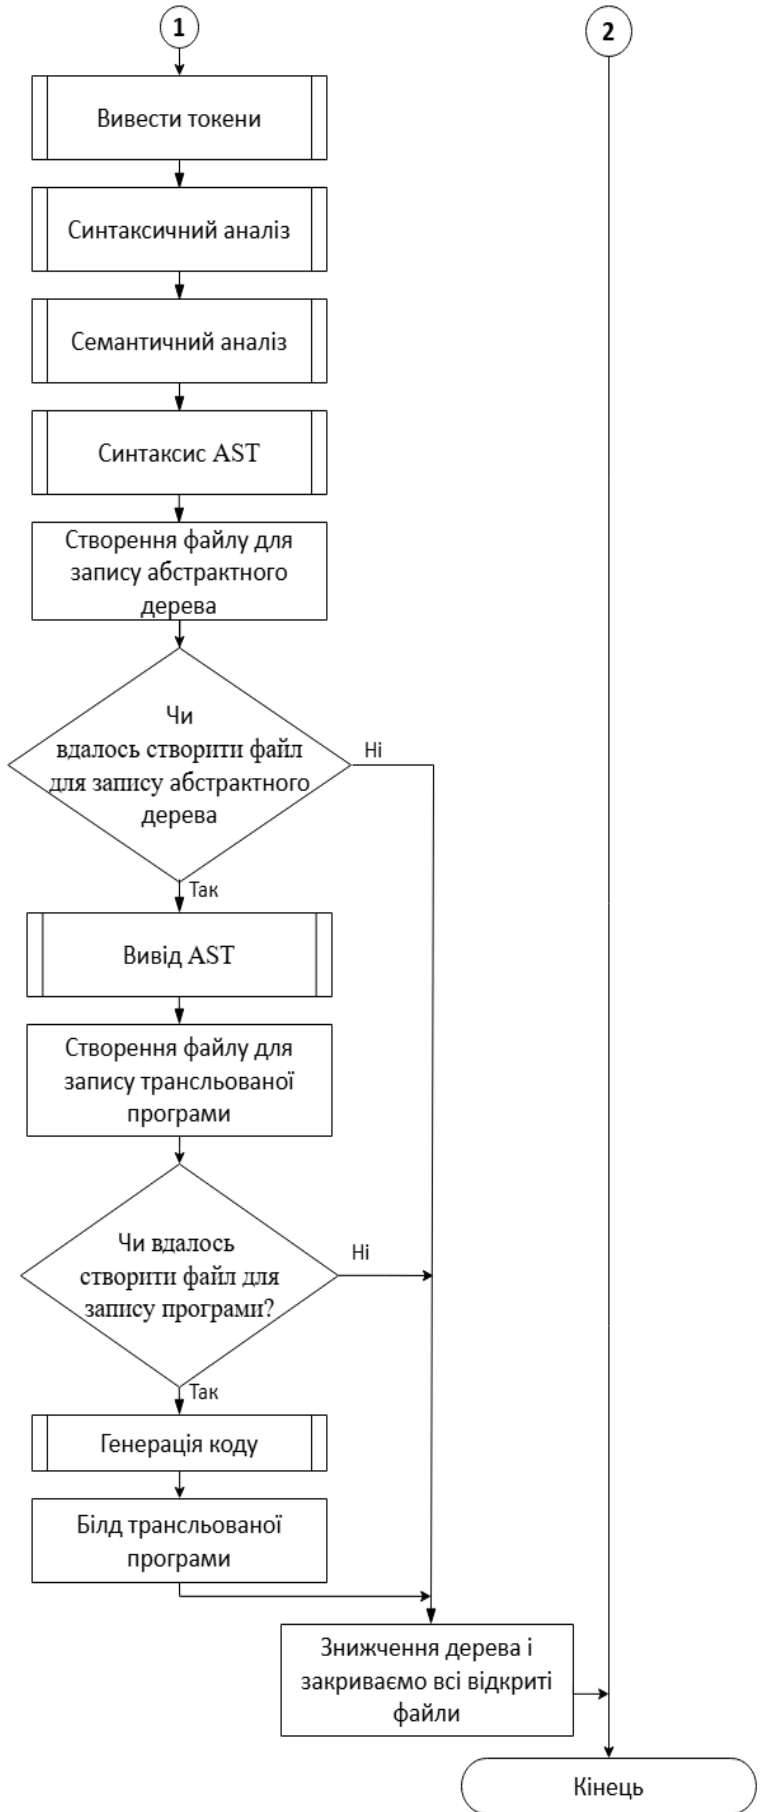 1
2
Вивести токени
Синтаксичний аналіз
Семантичний аналіз
Синтаксис AST
Створення файлу для
запису абстрактного
дерева
Чи
вдалось створити файл
для запису абстрактного
дерева
Ні
Так
Вивід AST
Створення файлу для
запису трансльованої
програми
Чи вдалось
створити файл для
запису програми?
Ні
Так
Генерація коду
Білд трансльованої
програми
Знижчення дерева і
закриваємо всі відкриті
файли
Кінець